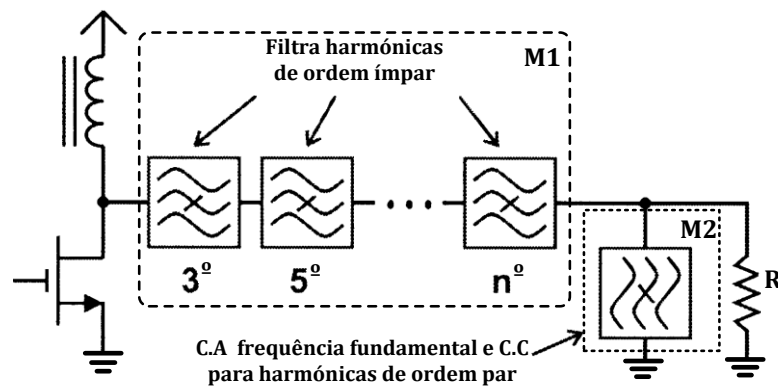 Filtra harmónicas
de ordem ímpar
M1
3º
5º
nº
M2
R
C.A frequência fundamental e C.C
para harmónicas de ordem par